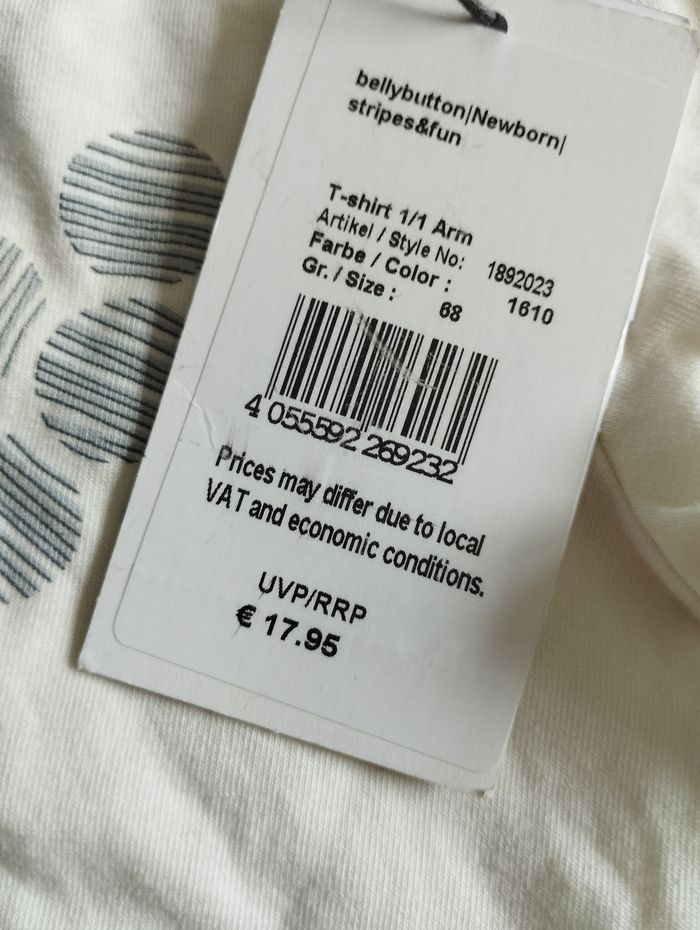 bellybutton|Newborn|
stripes&fun
T-shirt 1/1 Arm
Artikel / Style No: 1892023
Farbe / Color : 1610
Gr. / Size : 68
4 055592 269232
Prices may differ due to local
VAT and economic conditions.
UVP/RRP
€ 17.95